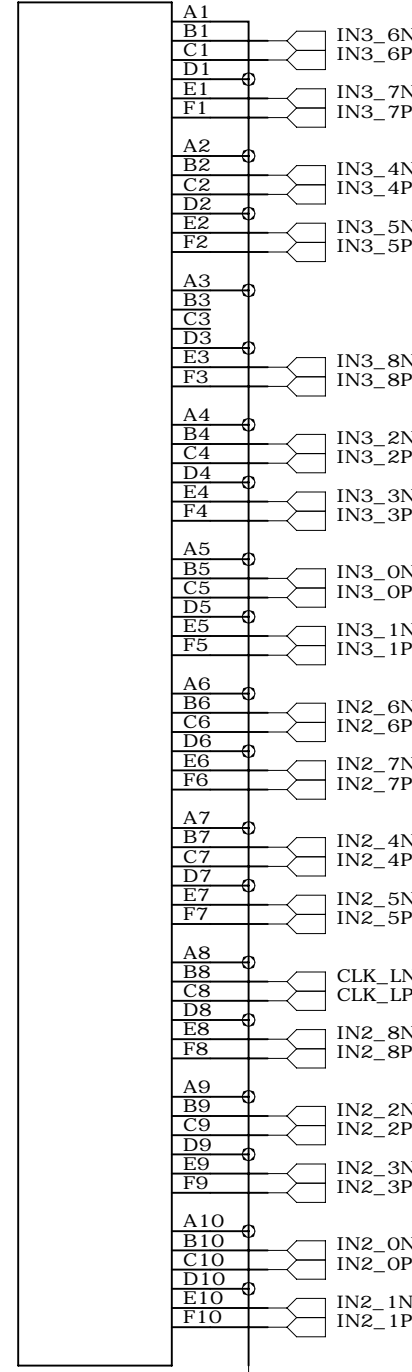 A1
B1 IN3_6N
C1 IN3_6P
D1
E1 IN3_7N
F1 IN3_7P
A2
B2 IN3_4N
C2 IN3_4P
D2
E2 IN3_5N
F2 IN3_5P
A3
B3
C3
D3
E3 IN3_8N
F3 IN3_8P
A4
B4 IN3_2N
C4 IN3_2P
D4
E4 IN3_3N
F4 IN3_3P
A5
B5 IN3_0N
C5 IN3_0P
D5
E5 IN3_1N
F5 IN3_1P
A6
B6 IN2_6N
C6 IN2_6P
D6
E6 IN2_7N
F6 IN2_7P
A7
B7 IN2_4N
C7 IN2_4P
D7
E7 IN2_5N
F7 IN2_5P
A8
B8 CLK_LN
C8 CLK_LP
D8
E8 IN2_8N
F8 IN2_8P
A9
B9 IN2_2N
C9 IN2_2P
D9
E9 IN2_3N
F9 IN2_3P
A10
B10 IN2_0N
C10 IN2_0P
D10
E10 IN2_1N
F10 IN2_1P